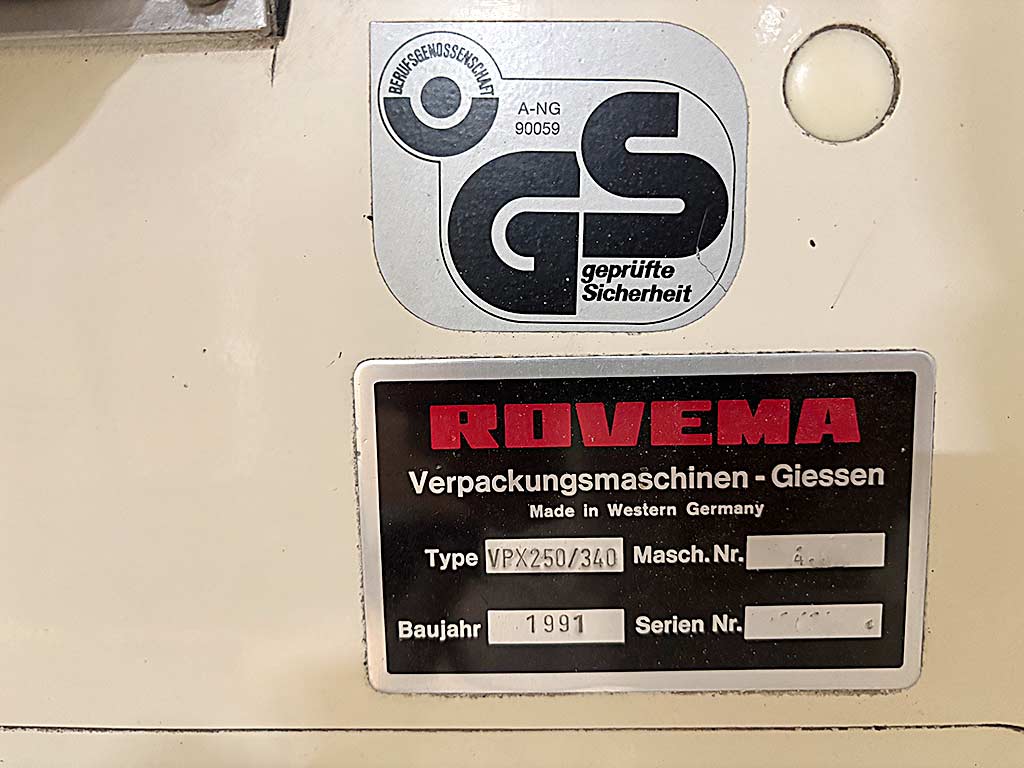 BERUFSGENOSSENSCHAFT
A-NG
90059
GS
geprüfte
Sicherheit
ROVEMA
Verpackungsmaschinen - Giessen
Made in Western Germany
Type VPX250/340 Masch.Nr.
Baujahr 1991 Serien Nr.